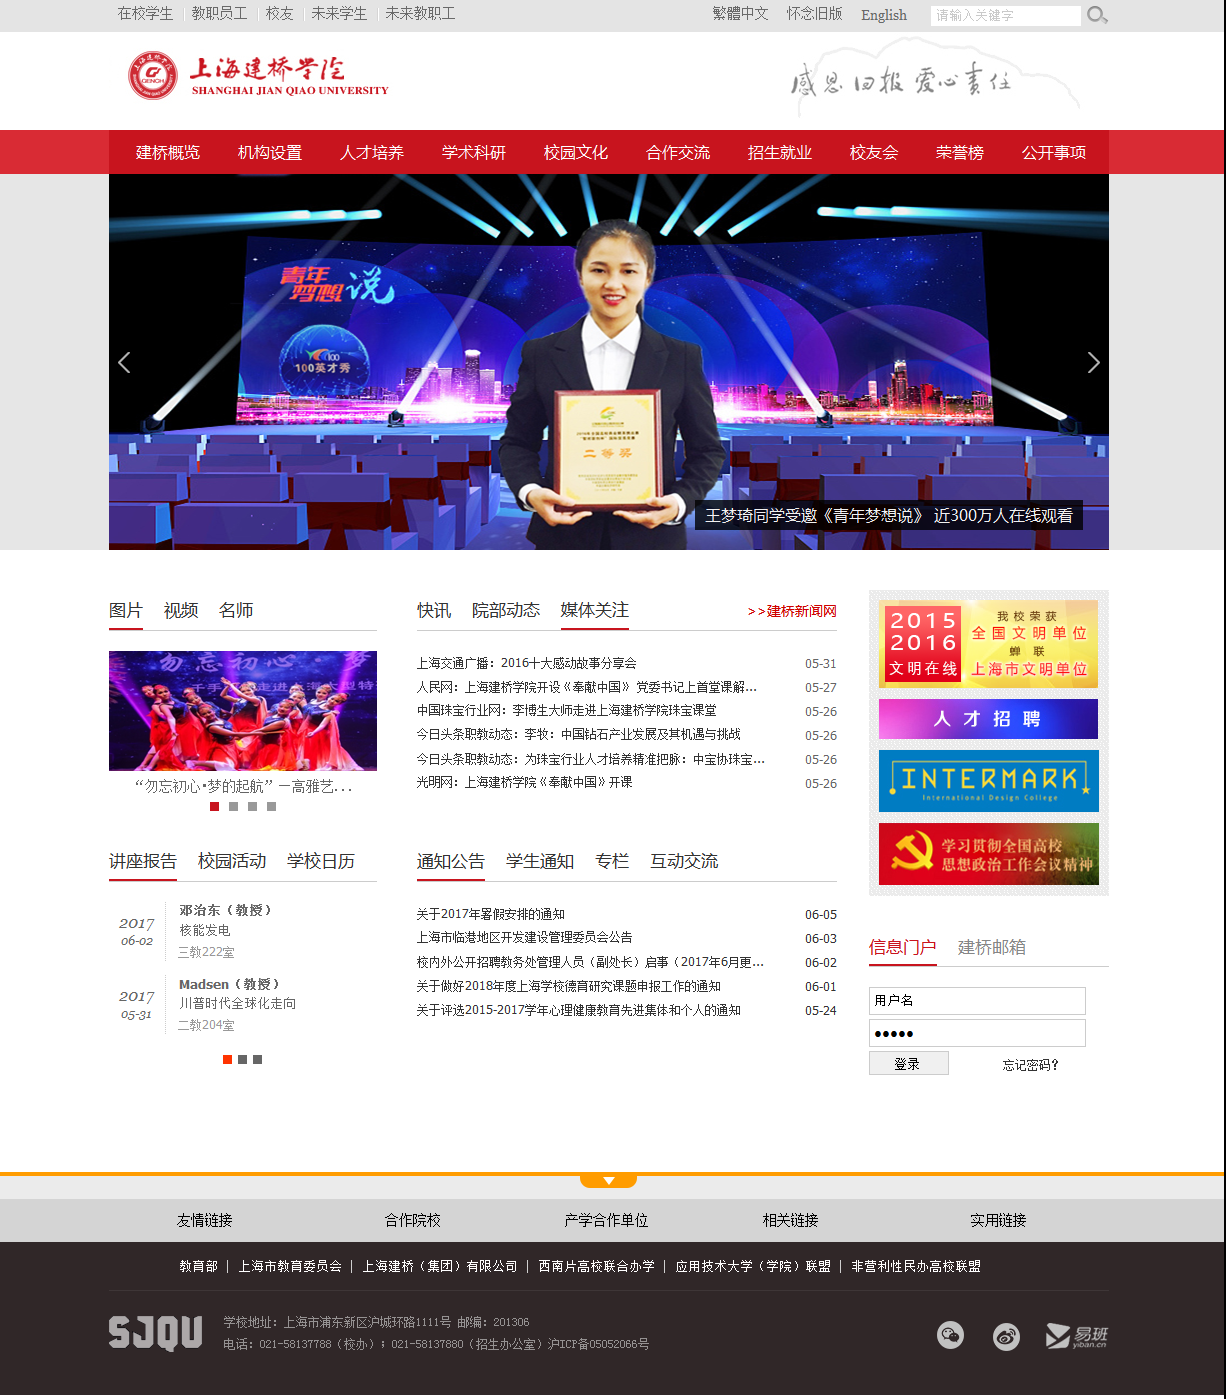 在校学生 教职员工 校友 未来学生 未来教职工 繁體中文 怀念旧版 English 请输入关键字
上海建桥学院
SHANGHAI JIAN QIAO UNIVERSITY
感恩 回报 爱心 责任
建桥概览 机构设置 人才培养 学术科研 校园文化 合作交流 招生就业 校友会 荣誉榜 公开事项
青年
梦想 说
100
100英才秀
二等奖
王梦琦同学受邀《青年梦想说》 近300万人在线观看
图片 视频 名师
“勿忘初心•梦的起航”—高雅艺...
快讯 院部动态 媒体关注 >>建桥新闻网
上海交通广播：2016十大感动故事分享会 05-31
人民网：上海建桥学院开设《奉献中国》 党委书记上首堂课解... 05-27
中国珠宝行业网：李博生大师走进上海建桥学院珠宝课堂 05-26
今日头条职教动态：李牧：中国钻石产业发展及其机遇与挑战 05-26
今日头条职教动态：为珠宝行业人才培养精准把脉：中宝协珠宝... 05-26
光明网：上海建桥学院《奉献中国》开课 05-26
2015
2016
文明在线
我校荣获
全国文明单位
蝉 联
上海市文明单位
人才招聘
INTERMARK
International Design College
学习贯彻全国高校
思想政治工作会议精神
讲座报告 校园活动 学校日历
2017
06-02
邓治东（教授）
核能发电
三教222室
2017
05-31
Madsen（教授）
川普时代全球化走向
二教204室
通知公告 学生通知 专栏 互动交流
关于2017年署假安排的通知 06-05
上海市临港地区开发建设管理委员会公告 06-03
校内外公开招聘教务处管理人员（副处长）启事（2017年6月更... 06-02
关于做好2018年度上海学校德育研究课题申报工作的通知 06-01
关于评选2015-2017学年心理健康教育先进集体和个人的通知 05-24
信息门户 建桥邮箱
用户名
●●●●●
登录 忘记密码?
友情链接 合作院校 产学合作单位 相关链接 实用链接
教育部 | 上海市教育委员会 | 上海建桥（集团）有限公司 | 西南片高校联合办学 | 应用技术大学（学院）联盟 | 非营利性民办高校联盟
SJQU
学校地址：上海市浦东新区沪城环路1111号 邮编：201306
电话：021-58137788（校办）；021-58137880（招生办公室）沪ICP备05052066号
易班
yiban.cn